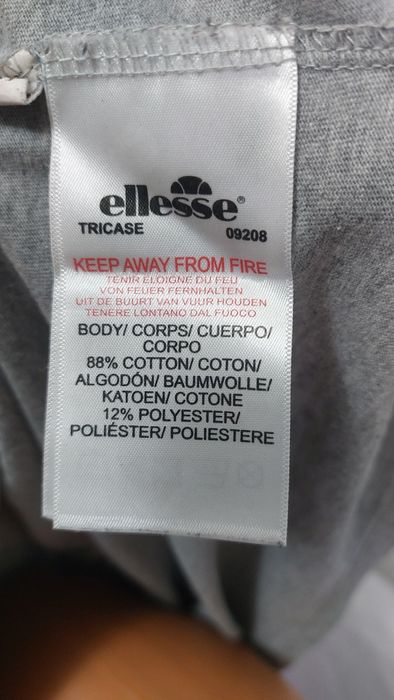 ellesse®
TRICASE 09208
KEEP AWAY FROM FIRE
TENIR ÉLOIGNÉ DU FEU
VON FEUER FERNHALTEN
UIT DE BUURT VAN VUUR HOUDEN
TENERE LONTANO DAL FUOCO
BODY/ CORPS/ CUERPO/
CORPO
88% COTTON/ COTON/
ALGODÓN/ BAUMWOLLE/
KATOEN/ COTONE
12% POLYESTER/
POLIÉSTER/ POLIESTERE